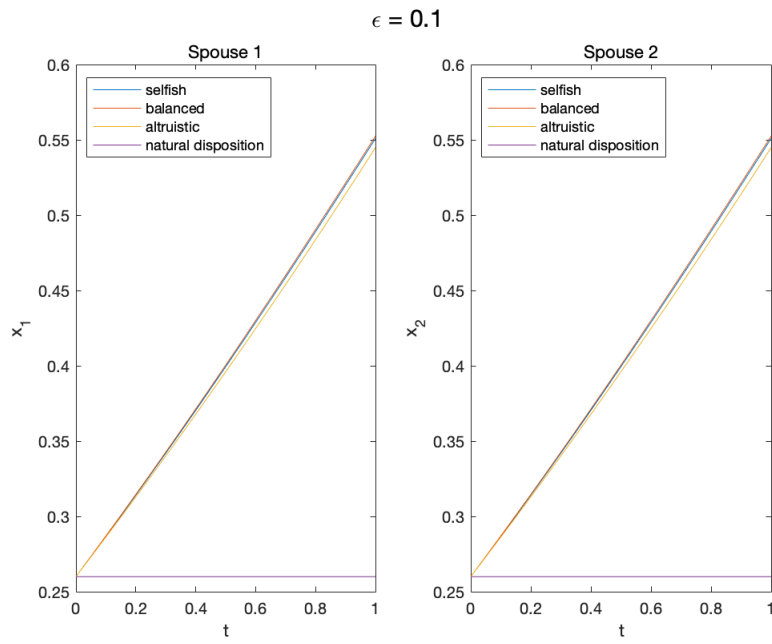 ϵ = 0.1
Spouse 1
selfish
balanced
altruistic
natural disposition
0.6
0.55
0.5
0.45
0.4
0.35
0.3
0.25
x₁
0
0.2
0.4
0.6
0.8
1
t
Spouse 2
selfish
balanced
altruistic
natural disposition
0.6
0.55
0.5
0.45
0.4
0.35
0.3
0.25
x₂
0
0.2
0.4
0.6
0.8
1
t